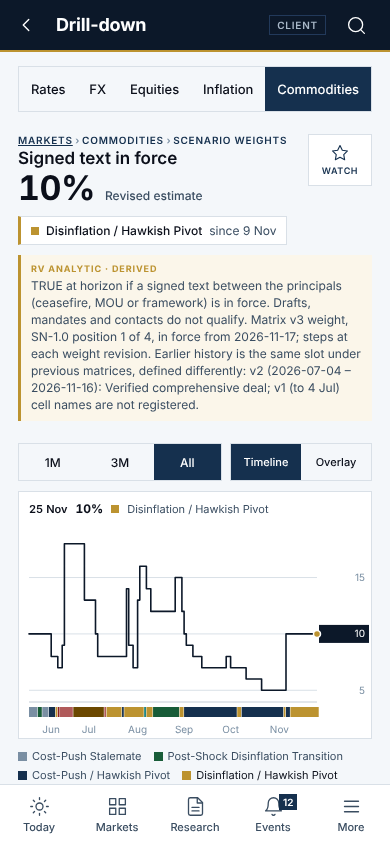 Drill-down
CLIENT
Rates FX Equities Inflation Commodities
MARKETS › COMMODITIES › SCENARIO WEIGHTS
Signed text in force
10% Revised estimate
WATCH
Disinflation / Hawkish Pivot since 9 Nov
RV ANALYTIC · DERIVED
TRUE at horizon if a signed text between the principals
(ceasefire, MOU or framework) is in force. Drafts,
mandates and contacts do not qualify. Matrix v3 weight,
SN-1.0 position 1 of 4, in force from 2026-11-17; steps at
each weight revision. Earlier history is the same slot under
previous matrices, defined differently: v2 (2026-07-04 –
2026-11-16): Verified comprehensive deal; v1 (to 4 Jul)
cell names are not registered.
1M 3M All Timeline Overlay
25 Nov 10% Disinflation / Hawkish Pivot
15
10
5
Jun Jul Aug Sep Oct Nov
Cost-Push Stalemate Post-Shock Disinflation Transition
Cost-Push / Hawkish Pivot Disinflation / Hawkish Pivot
12
Today Markets Research Events More